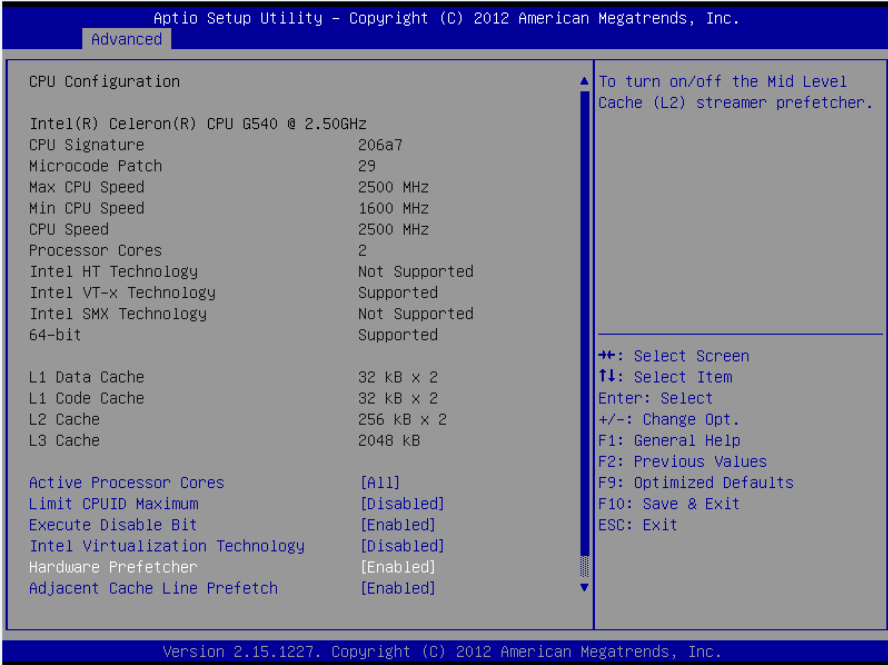 Aptio Setup Utility – Copyright (C) 2012 American Megatrends, Inc.
Advanced
CPU Configuration
Intel(R) Celeron(R) CPU G540 @ 2.50GHz
CPU Signature 206a7
Microcode Patch 29
Max CPU Speed 2500 MHz
Min CPU Speed 1600 MHz
CPU Speed 2500 MHz
Processor Cores 2
Intel HT Technology Not Supported
Intel VT-x Technology Supported
Intel SMX Technology Not Supported
64-bit Supported
L1 Data Cache 32 kB x 2
L1 Code Cache 32 kB x 2
L2 Cache 256 kB x 2
L3 Cache 2048 kB
Active Processor Cores [All]
Limit CPUID Maximum [Disabled]
Execute Disable Bit [Enabled]
Intel Virtualization Technology [Disabled]
Hardware Prefetcher [Enabled]
Adjacent Cache Line Prefetch [Enabled]
To turn on/off the Mid Level
Cache (L2) streamer prefetcher.
→←: Select Screen
↑↓: Select Item
Enter: Select
+/-: Change Opt.
F1: General Help
F2: Previous Values
F9: Optimized Defaults
F10: Save & Exit
ESC: Exit
Version 2.15.1227. Copyright (C) 2012 American Megatrends, Inc.